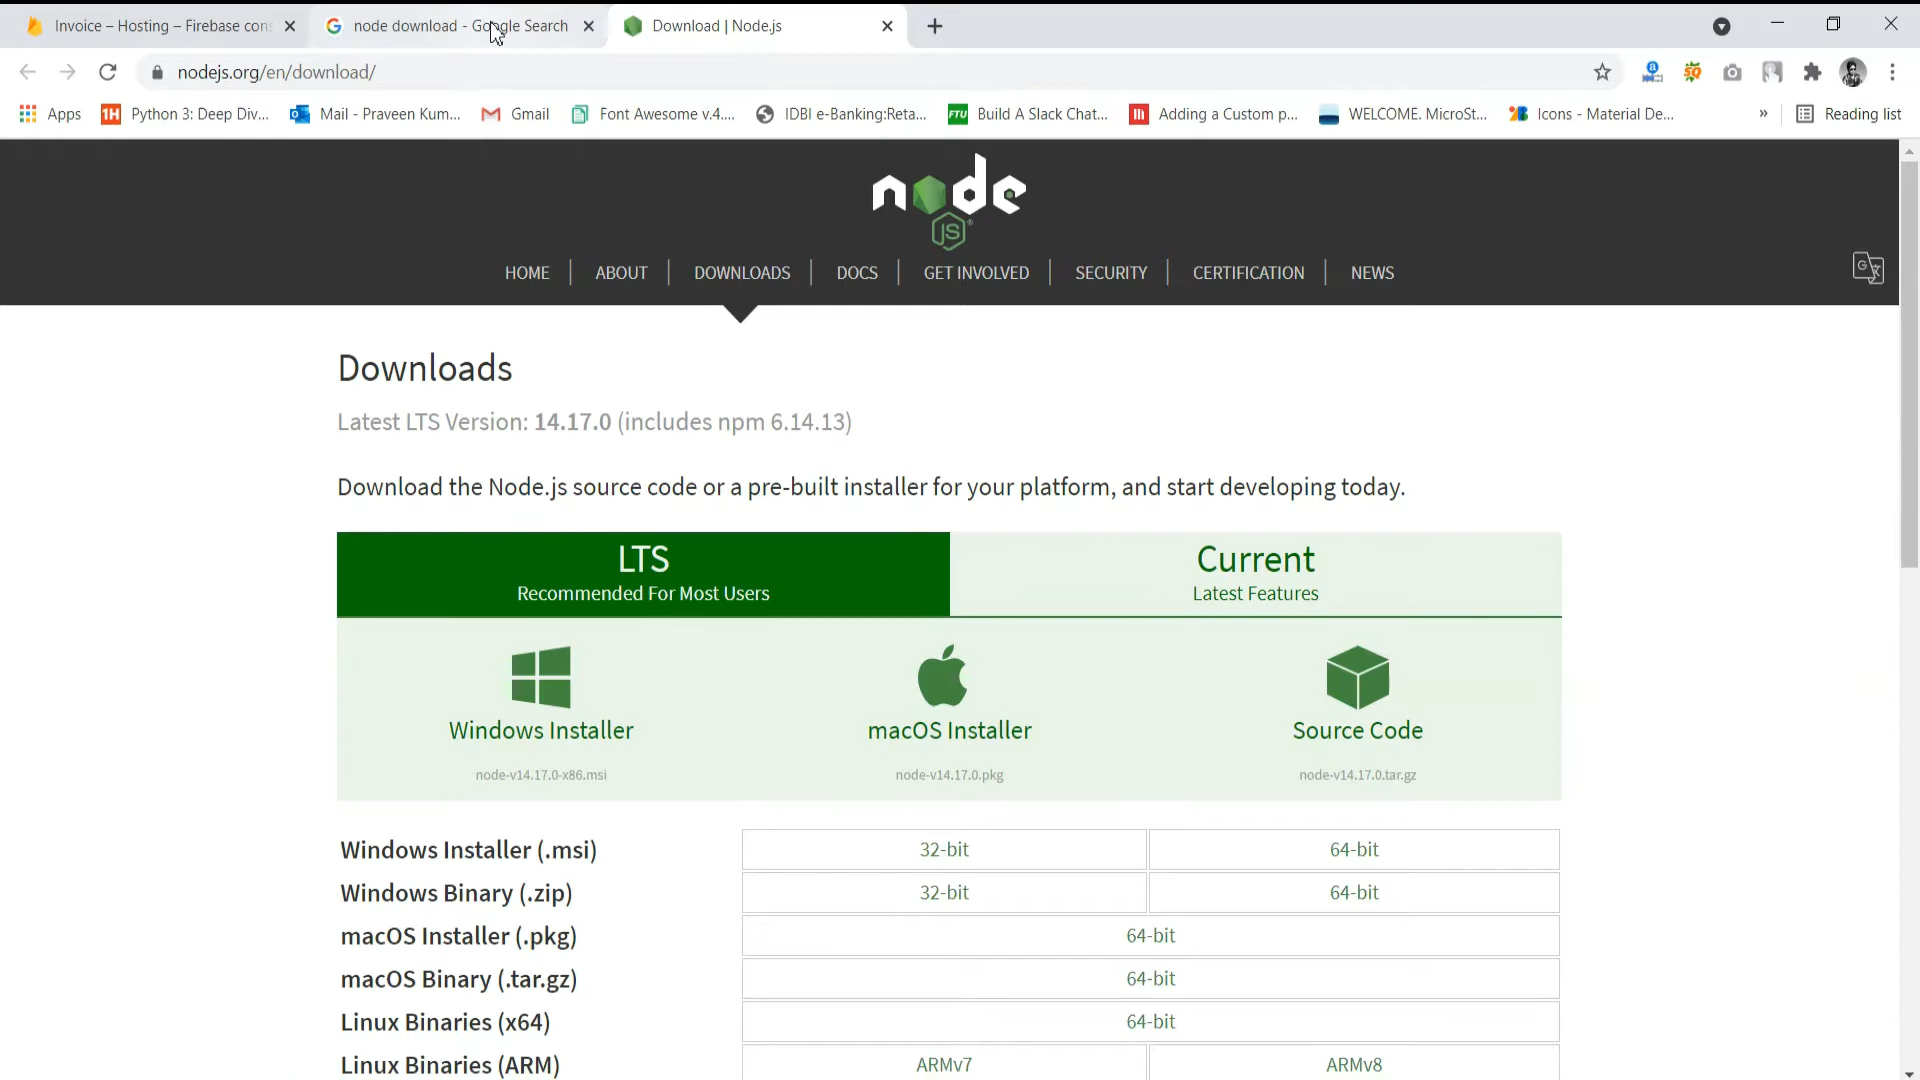 Invoice – Hosting – Firebase cons
node download - Google Search
Download | Node.js
nodejs.org/en/download/
Apps
1H
Python 3: Deep Div...
Mail - Praveen Kum...
Gmail
Font Awesome v.4....
IDBI e-Banking:Reta...
FTU
Build A Slack Chat...
Adding a Custom p...
WELCOME. MicroSt...
Icons - Material De...
»
Reading list
node
JS
HOME
ABOUT
DOWNLOADS
DOCS
GET INVOLVED
SECURITY
CERTIFICATION
NEWS
Downloads
Latest LTS Version: 14.17.0 (includes npm 6.14.13)
Download the Node.js source code or a pre-built installer for your platform, and start developing today.
LTS
Recommended For Most Users
Current
Latest Features
Windows Installer
node-v14.17.0-x86.msi
macOS Installer
node-v14.17.0.pkg
Source Code
node-v14.17.0.tar.gz
Windows Installer (.msi) 32-bit 64-bit
Windows Binary (.zip) 32-bit 64-bit
macOS Installer (.pkg) 64-bit
macOS Binary (.tar.gz) 64-bit
Linux Binaries (x64) 64-bit
Linux Binaries (ARM) ARMv7 ARMv8